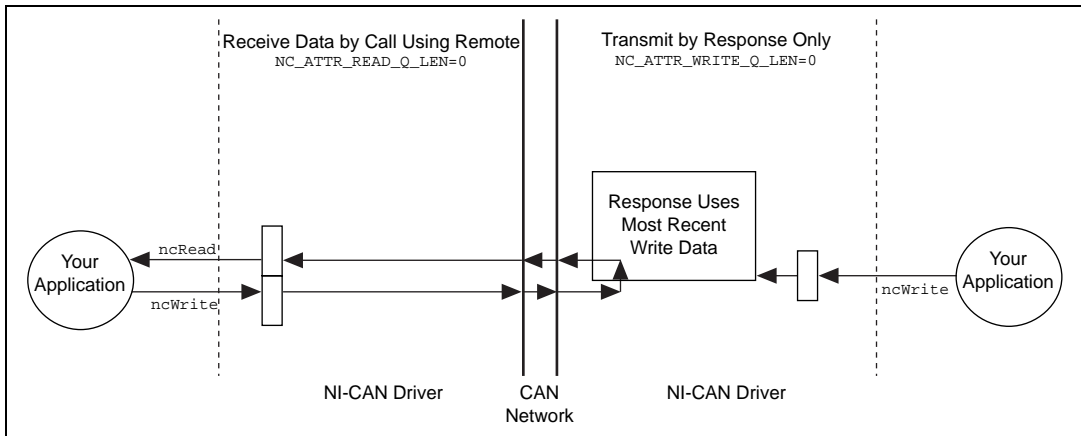 Receive Data by Call Using Remote
NC_ATTR_READ_Q_LEN=0
Transmit by Response Only
NC_ATTR_WRITE_Q_LEN=0
Response Uses
Most Recent
Write Data
Your
Application
ncRead
ncWrite
ncWrite
Your
Application
NI-CAN Driver
CAN
Network
NI-CAN Driver